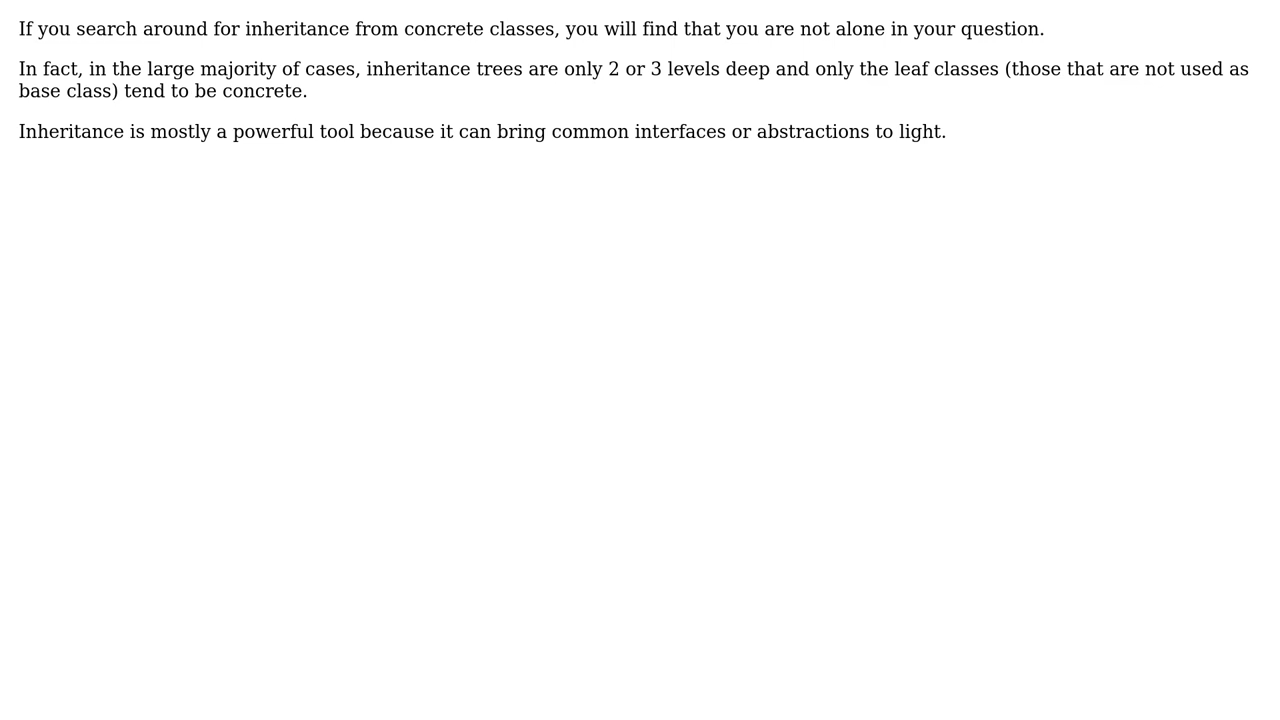 If you search around for inheritance from concrete classes, you will find that you are not alone in your question.
In fact, in the large majority of cases, inheritance trees are only 2 or 3 levels deep and only the leaf classes (those that are not used as
base class) tend to be concrete.
Inheritance is mostly a powerful tool because it can bring common interfaces or abstractions to light.